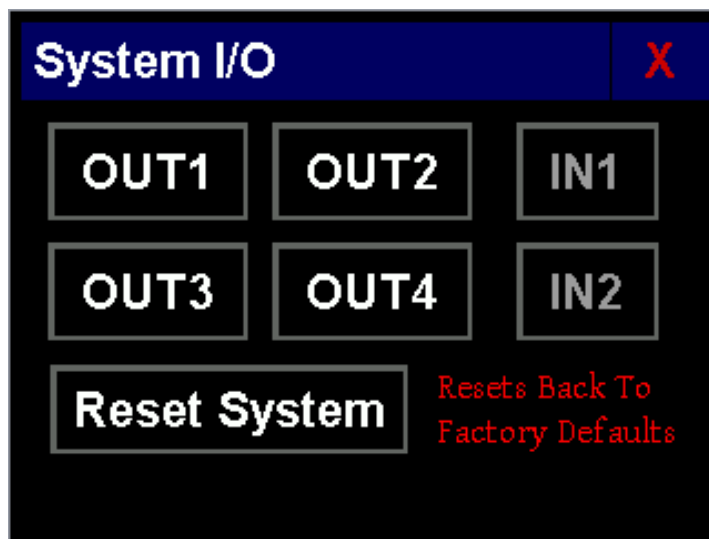 System I/O X
OUT1 OUT2 IN1
OUT3 OUT4 IN2
Reset System
Resets Back To
Factory Defaults